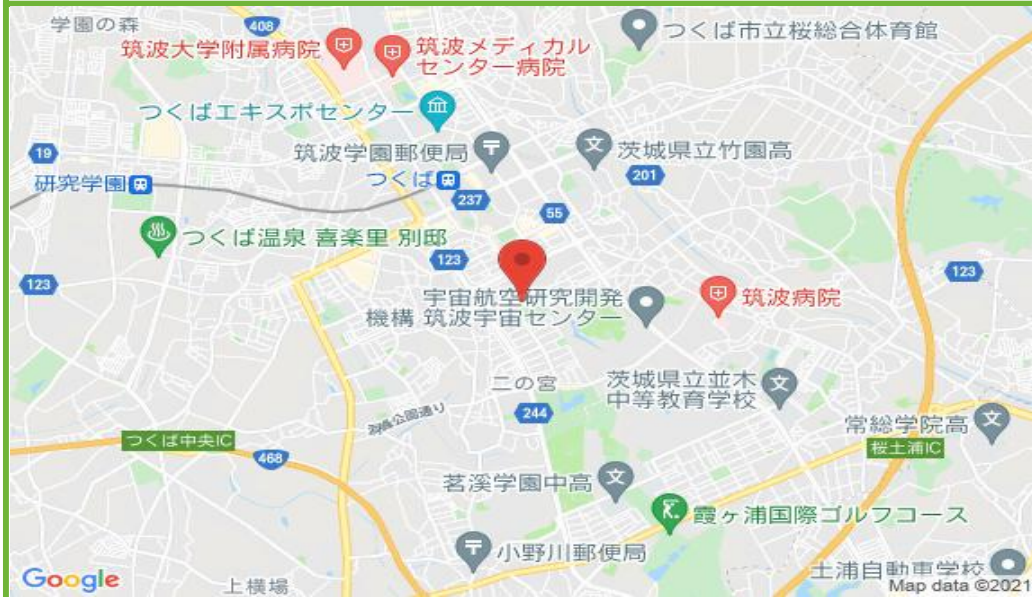 学園の森
408
つくば市立桜総合体育館
筑波大学附属病院
筑波メディカル
センター病院
つくばエキスポセンター
19
筑波学園郵便局
茨城県立竹園高
研究学園
つくば
201
237
55
つくば温泉 喜楽里 別邸
123
123
123
宇宙航空研究開発
機構 筑波宇宙センター
筑波病院
二の宮
茨城県立並木
中等教育学校
244
常総学院高
つくば中央IC
桜土浦IC
468
茗溪学園中高
霞ヶ浦国際ゴルフコース
小野川郵便局
土浦自動車学校
Google
上横場
Map data ©2021